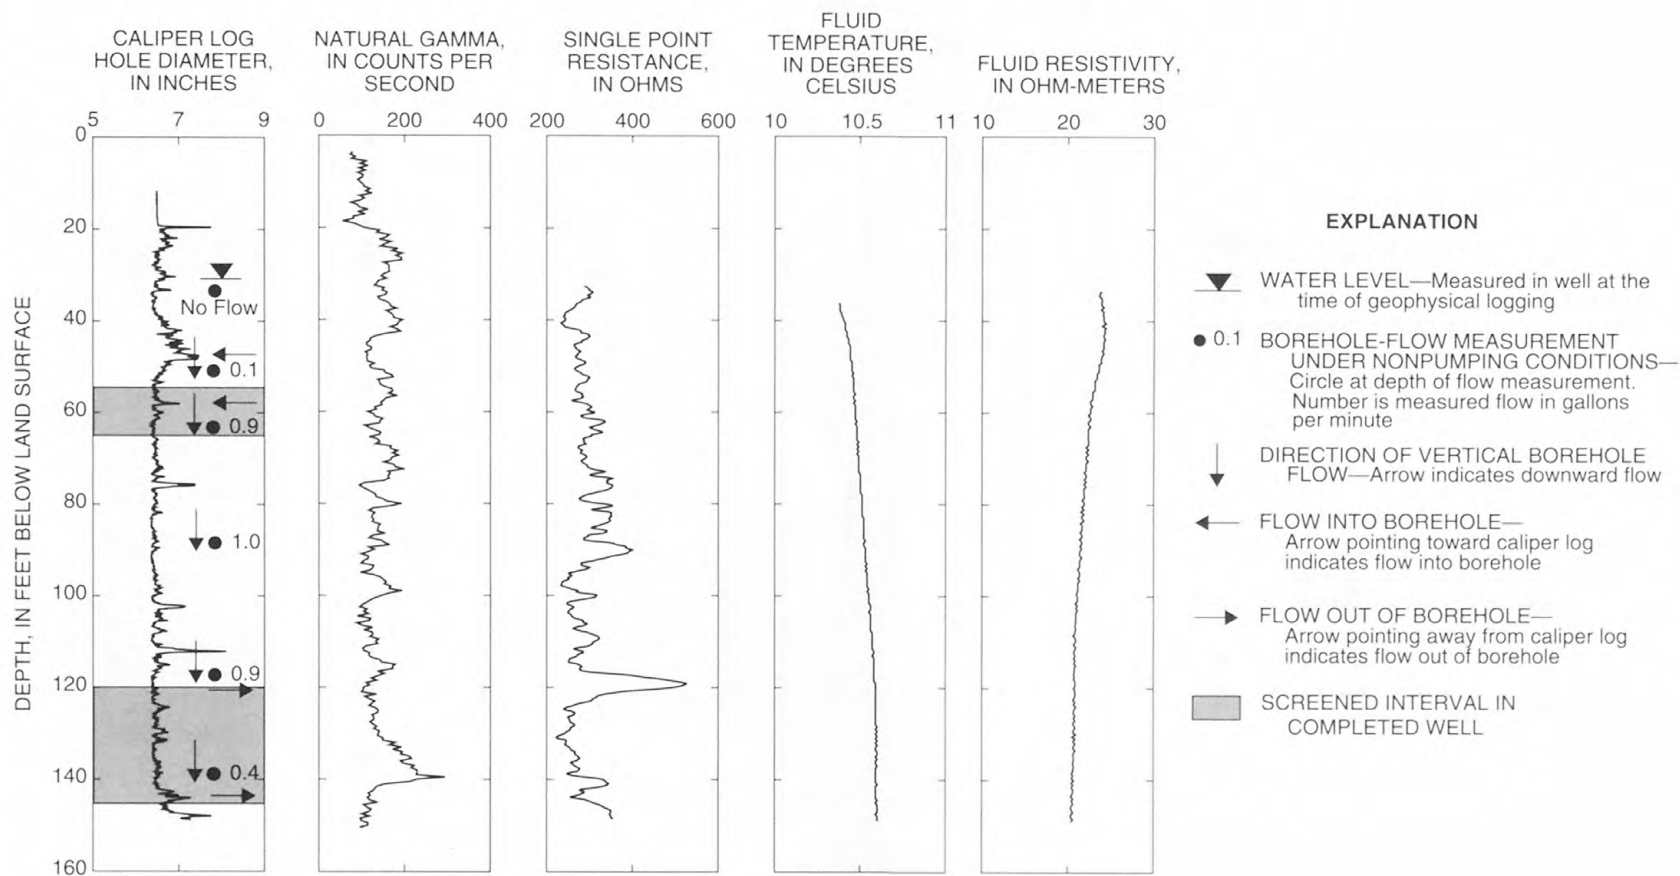 CALIPER LOG
HOLE DIAMETER,
IN INCHES
NATURAL GAMMA,
IN COUNTS PER
SECOND
SINGLE POINT
RESISTANCE,
IN OHMS
FLUID
TEMPERATURE,
IN DEGREES
CELSIUS
FLUID RESISTIVITY,
IN OHM-METERS
5 7 9
0 200 400
200 400 600
10 10.5 11
10 20 30
DEPTH, IN FEET BELOW LAND SURFACE
0
20
40
60
80
100
120
140
160
No Flow
0.1
0.9
1.0
0.9
0.4
EXPLANATION
WATER LEVEL—Measured in well at the
time of geophysical logging
0.1 BOREHOLE-FLOW MEASUREMENT
UNDER NONPUMPING CONDITIONS—
Circle at depth of flow measurement.
Number is measured flow in gallons
per minute
DIRECTION OF VERTICAL BOREHOLE
FLOW—Arrow indicates downward flow
FLOW INTO BOREHOLE—
Arrow pointing toward caliper log
indicates flow into borehole
FLOW OUT OF BOREHOLE—
Arrow pointing away from caliper log
indicates flow out of borehole
SCREENED INTERVAL IN
COMPLETED WELL